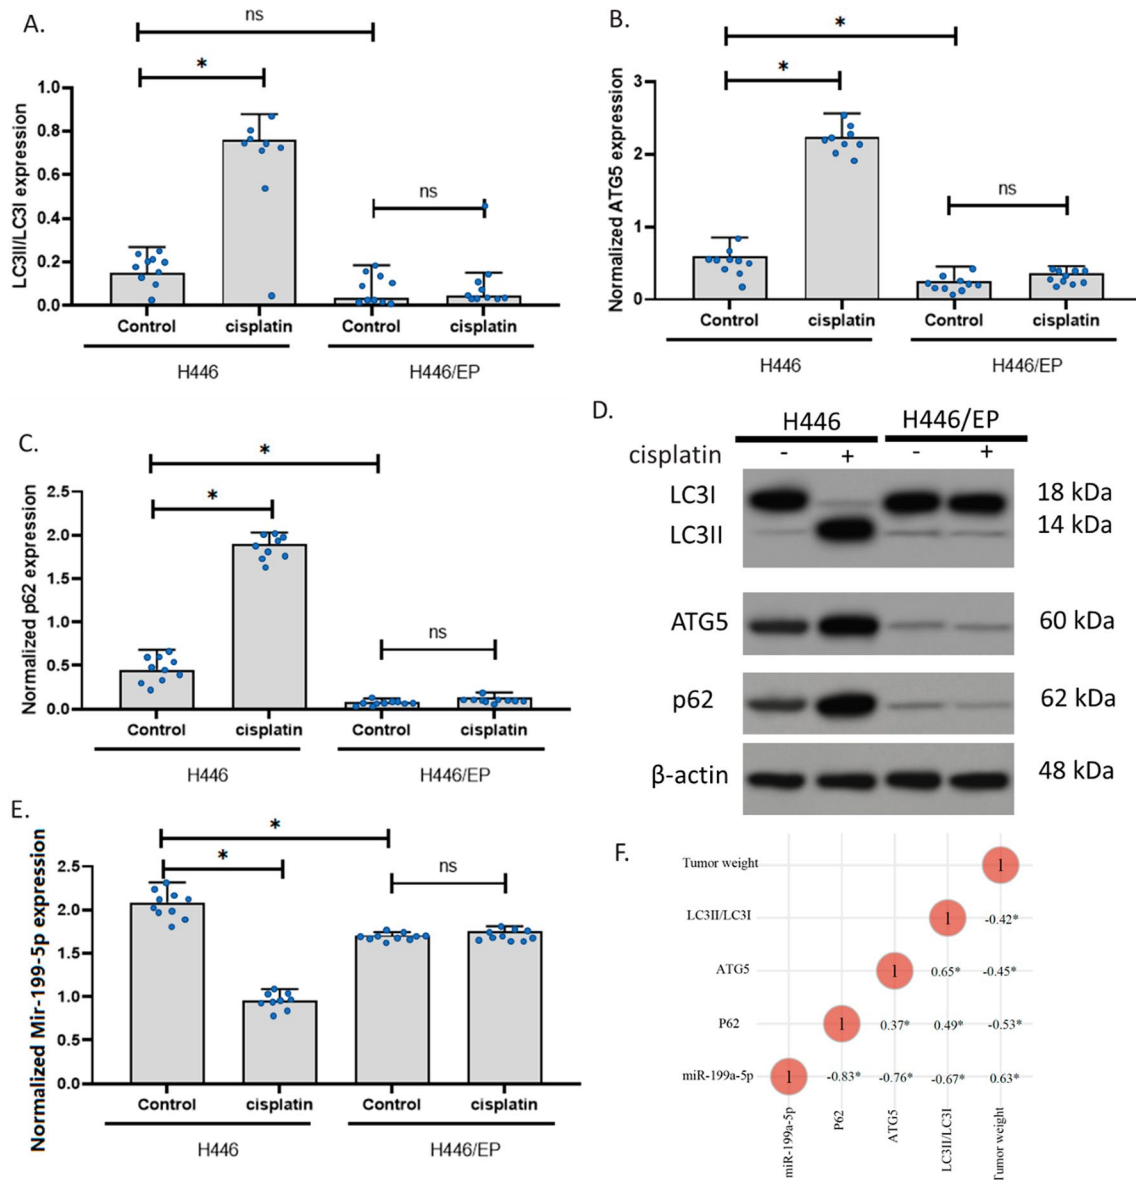 A.
ns
*
LC3II/LC3I expression
1.0
0.8
0.6
0.4
0.2
0.0
ns
Control
cisplatin
Control
cisplatin
H446
H446/EP
B.
*
*
Normalized ATG5 expression
3
2
1
0
ns
Control
cisplatin
Control
cisplatin
H446
H446/EP
C.
*
*
Normalized p62 expression
2.5
2.0
1.5
1.0
0.5
0.0
ns
Control
cisplatin
Control
cisplatin
H446
H446/EP
D.
H446 H446/EP
cisplatin - + - +
LC3I 18 kDa
LC3II 14 kDa
ATG5 60 kDa
p62 62 kDa
β-actin 48 kDa
E.
*
*
Normalized Mir-199-5p expression
2.5
2.0
1.5
1.0
0.5
0.0
ns
Control
cisplatin
Control
cisplatin
H446
H446/EP
F.
Tumor weight 1
LC3II/LC3I 1 -0.42*
ATG5 1 0.65* -0.45*
P62 1 0.37* 0.49* -0.53*
miR-199a-5p 1 -0.83* -0.76* -0.67* 0.63*
miR-199a-5p
P62
ATG5
LC3II/LC3I
Tumor weight